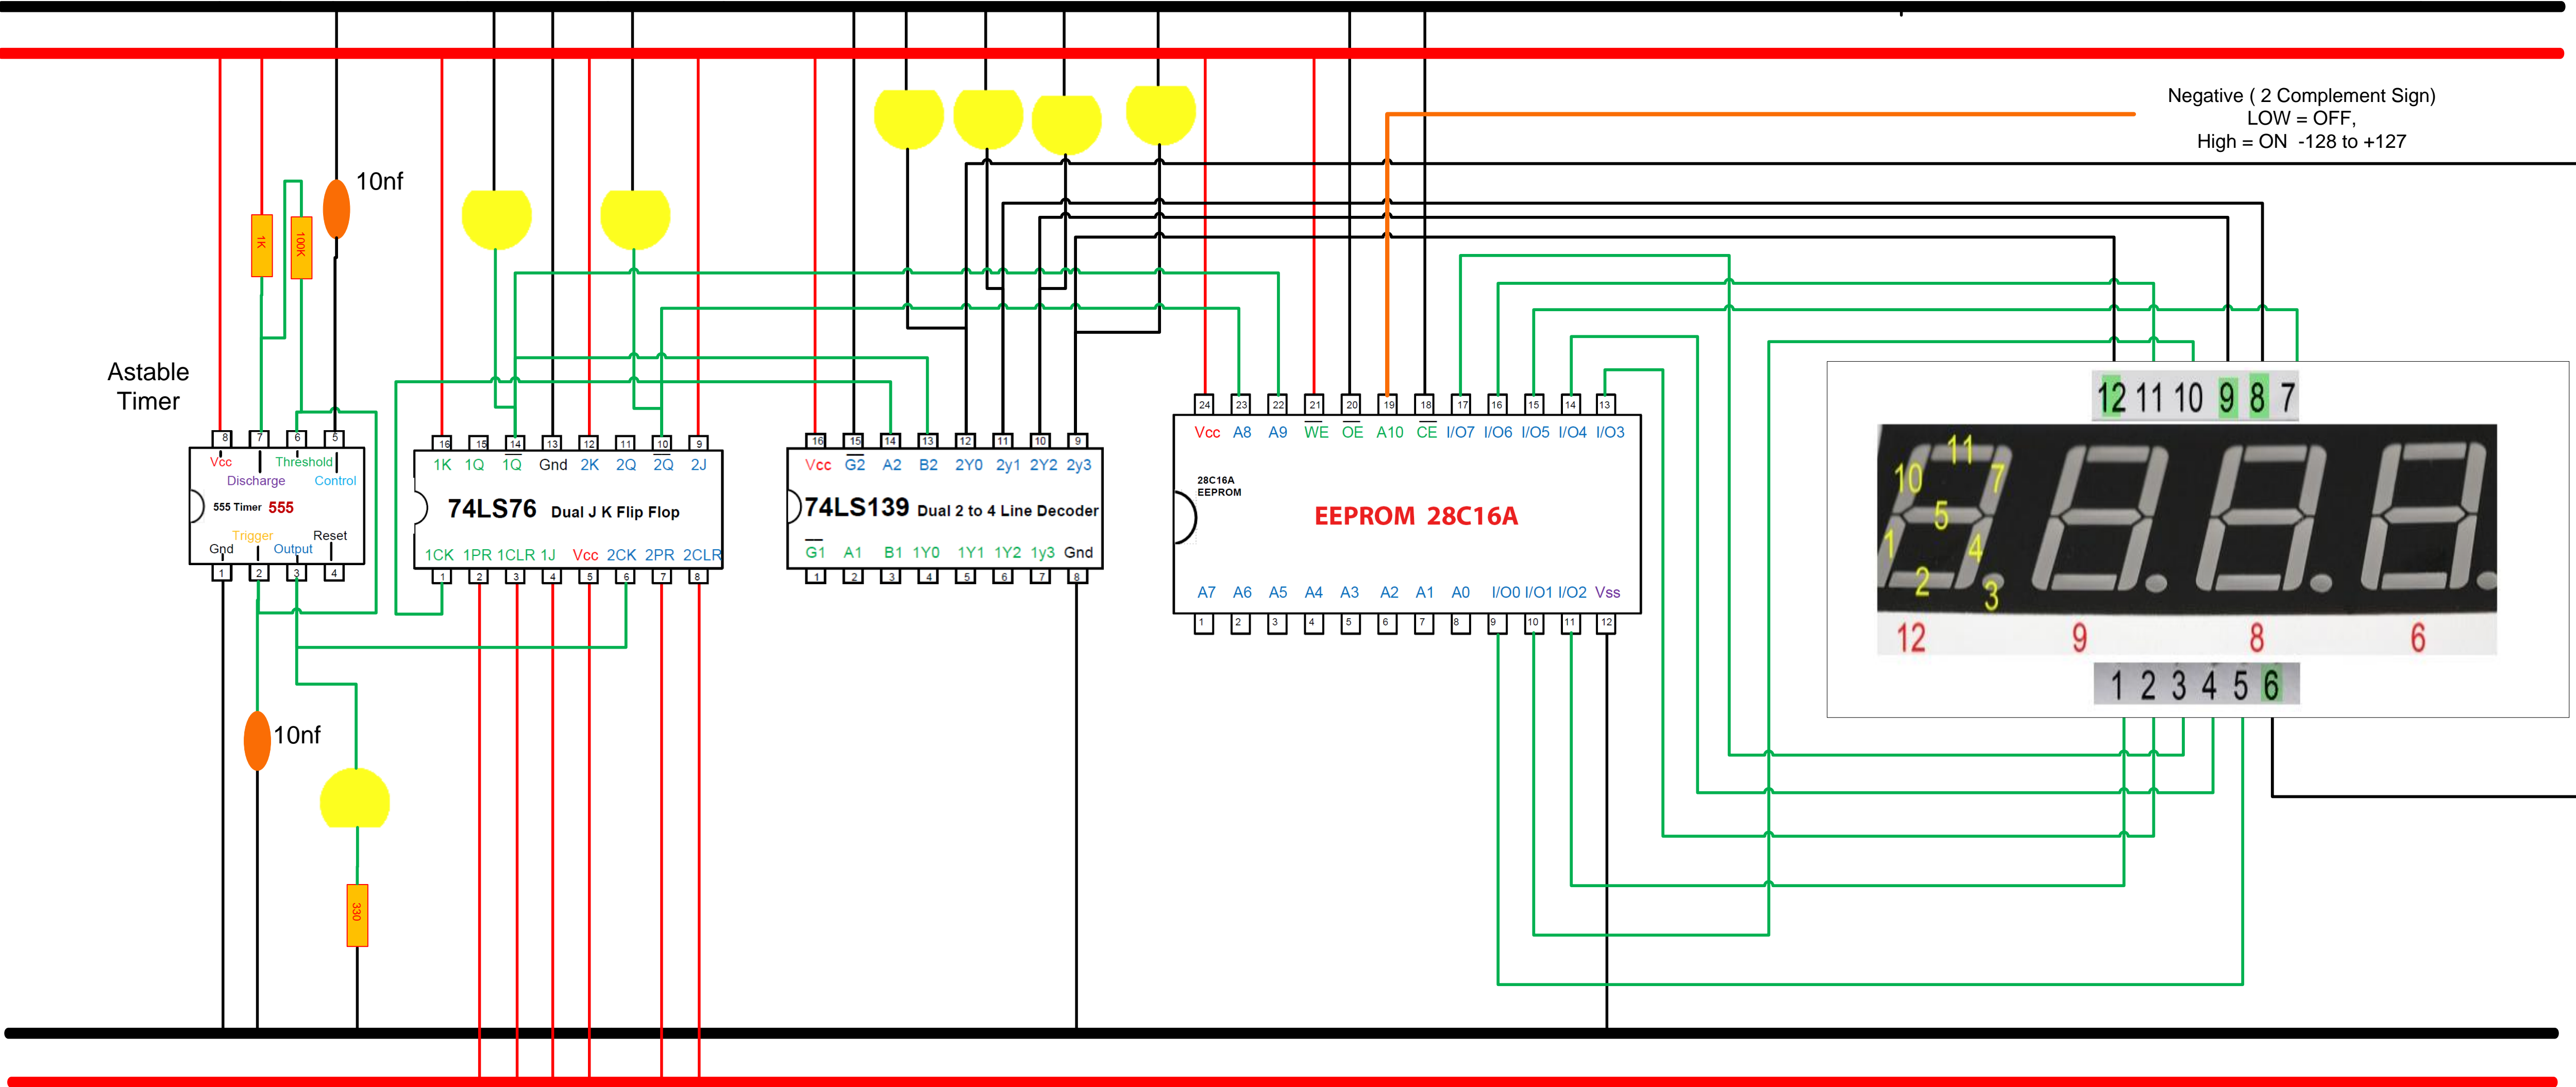 Negative ( 2 Complement Sign)
LOW = OFF,
High = ON -128 to +127
10nf
1K
100K
Astable
Timer
8 7 6 5
Vcc Threshold
Discharge Control
555 Timer 555
Trigger Reset
Gnd Output
1 2 3 4
10nf
330
16 15 14 13 12 11 10 9
1K 1Q 1Q Gnd 2K 2Q 2Q 2J
74LS76 Dual J K Flip Flop
1CK 1PR 1CLR 1J Vcc 2CK 2PR 2CLR
1 2 3 4 5 6 7 8
16 15 14 13 12 11 10 9
Vcc G2 A2 B2 2Y0 2y1 2Y2 2y3
74LS139 Dual 2 to 4 Line Decoder
G1 A1 B1 1Y0 1Y1 1Y2 1y3 Gnd
1 2 3 4 5 6 7 8
24 23 22 21 20 19 18 17 16 15 14 13
Vcc A8 A9 WE OE A10 CE I/O7 I/O6 I/O5 I/O4 I/O3
28C16A
EEPROM
EEPROM 28C16A
A7 A6 A5 A4 A3 A2 A1 A0 I/O0 I/O1 I/O2 Vss
1 2 3 4 5 6 7 8 9 10 11 12
12 11 10 9 8 7
11
10 7
5
1 4
2 3
12 9 8 6
1 2 3 4 5 6